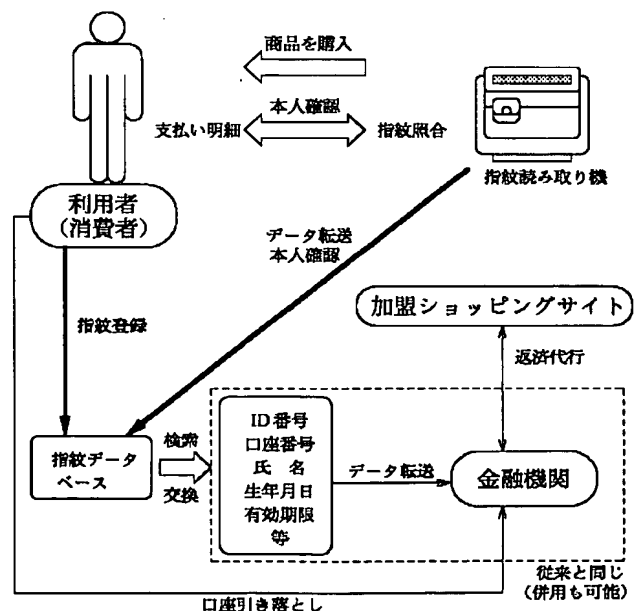 商品を購入
本人確認
支払い明細
指紋照合
指紋読み取り機
利用者
(消費者)
データ転送
本人確認
加盟ショッピングサイト
指紋登録
返済代行
ID番号
口座番号
氏 名
生年月日
有効期限
等
検索
交換
指紋データ
ベース
データ転送
金融機関
従来と同じ
(併用も可能)
口座引き落とし